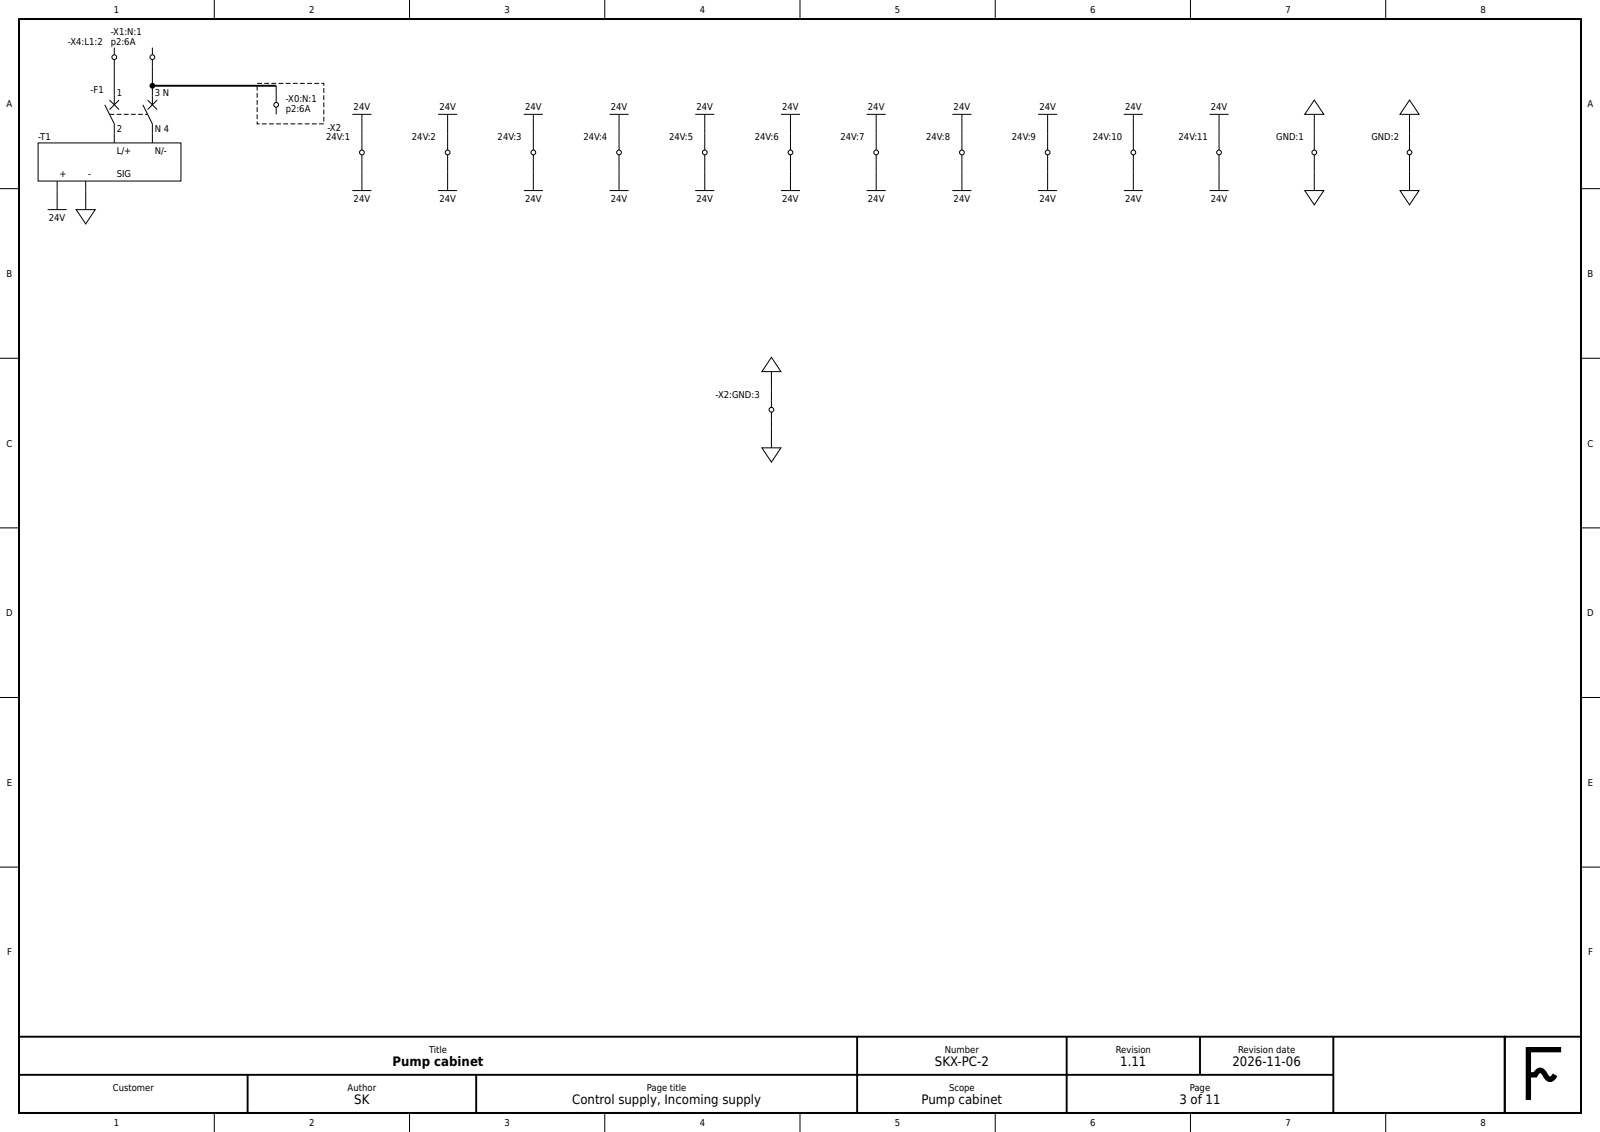 1 2 3 4 5 6 7 8
-X1:N:1
-X4:L1:2 p2:6A
-F1 1 3 N
-X0:N:1
p2:6A
A A
24V 24V 24V 24V 24V 24V 24V 24V 24V 24V 24V
2 N 4
-X2
-T1 24V:1 24V:2 24V:3 24V:4 24V:5 24V:6 24V:7 24V:8 24V:9 24V:10 24V:11 GND:1 GND:2
L/+ N/-
+ - SIG
24V 24V 24V 24V 24V 24V 24V 24V 24V 24V 24V
24V
B B
-X2:GND:3
C C
D D
E E
F F
Title
Pump cabinet
Number
SKX-PC-2
Revision
1.11
Revision date
2026-11-06
Customer
Author
SK
Page title
Control supply, Incoming supply
Scope
Pump cabinet
Page
3 of 11
1 2 3 4 5 6 7 8